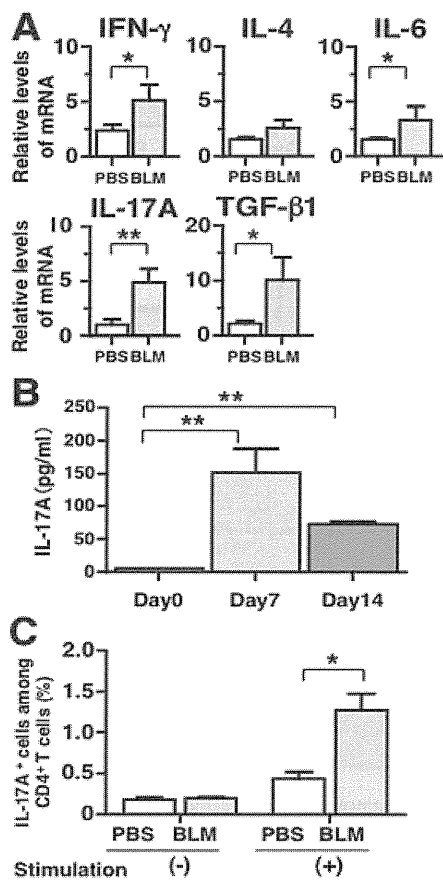 A
IFN-γ IL-4 IL-6
Relative levels of mRNA
10 10 10
5 5 5
0 0 0
* *
PBS BLM PBS BLM PBS BLM
IL-17A TGF-β1
Relative levels of mRNA
10 20
5 10
0 0
** *
PBS BLM PBS BLM
B
IL-17A (pg/ml)
250
200
150
100
50
0
**
**
Day0 Day7 Day14
C
IL-17A+ cells among
CD4+T cells (%)
2.0
1.5
1.0
0.5
0
*
PBS BLM PBS BLM
Stimulation (-) (+)